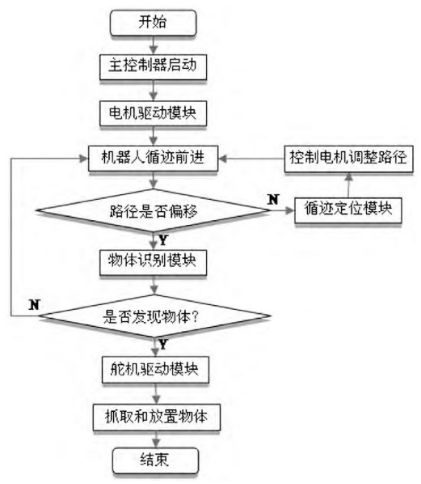 开始
主控制器启动
电机驱动模块
机器人循迹前进
控制电机调整路径
路径是否偏移
N
循迹定位模块
Y
物体识别模块
N
是否发现物体？
Y
舵机驱动模块
抓取和放置物体
结束